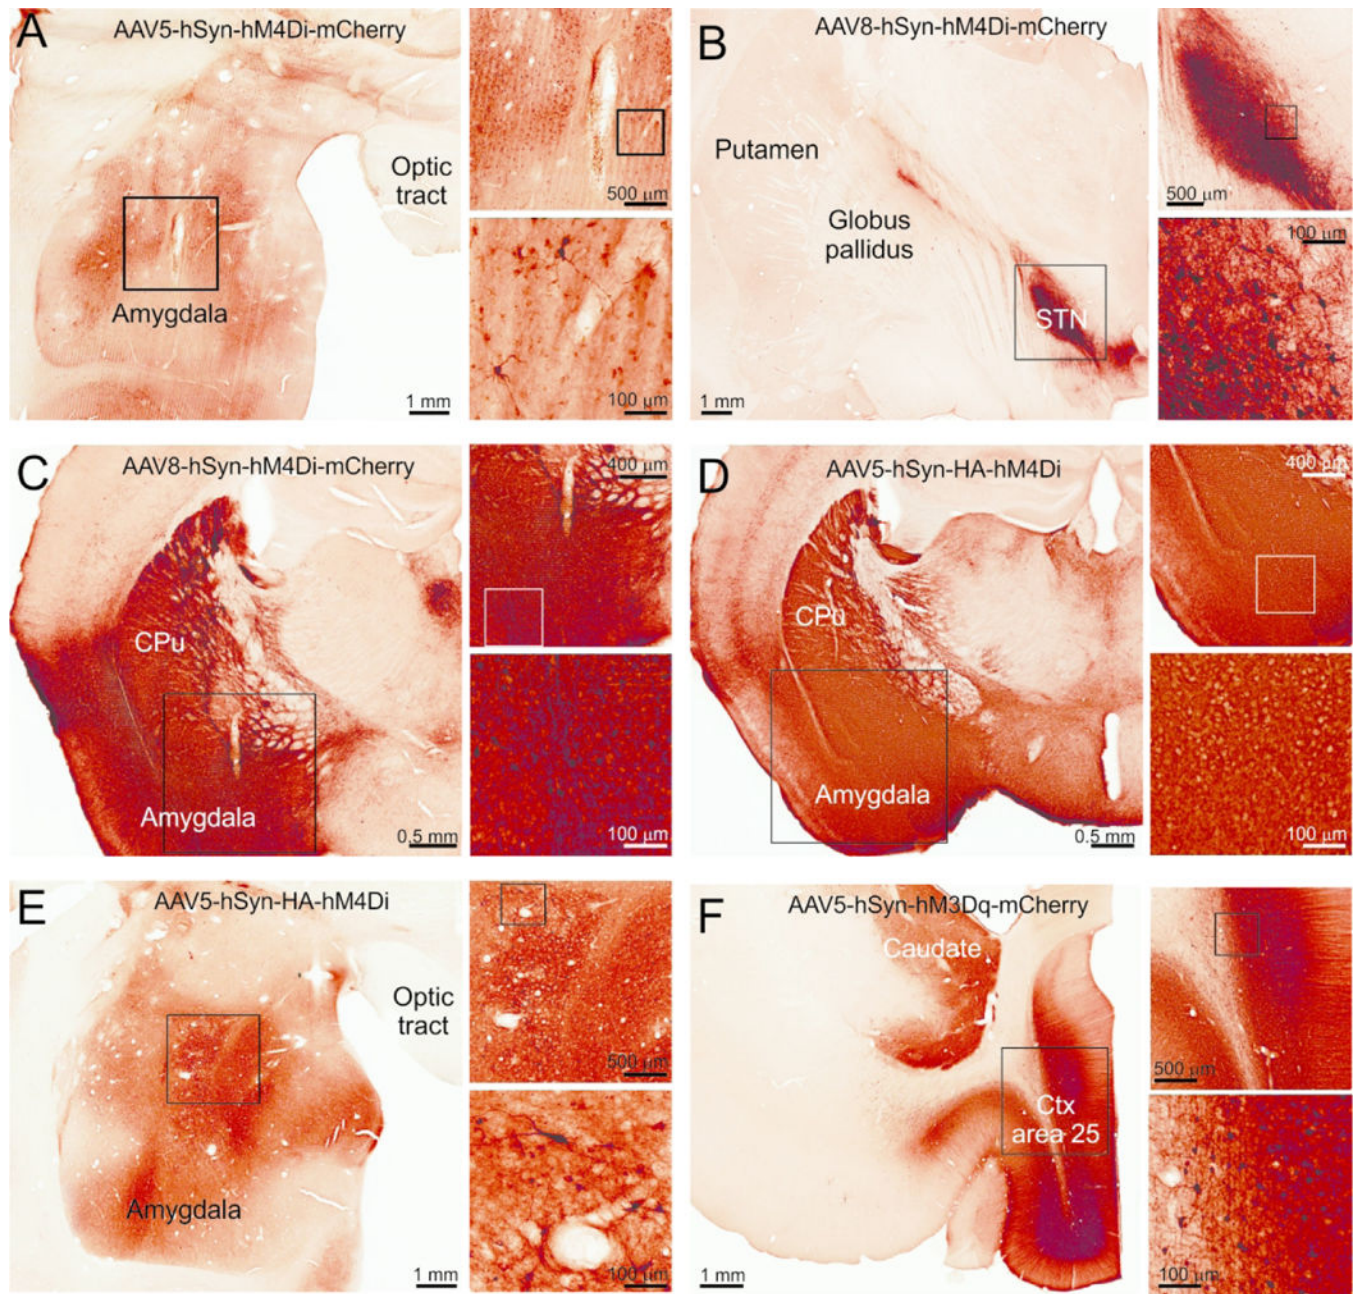 A
AAV5-hSyn-hM4Di-mCherry
Optic
tract
Amygdala
1 mm
500 µm
100 µm
B
AAV8-hSyn-hM4Di-mCherry
Putamen
Globus
pallidus
STN
1 mm
500 µm
100 µm
C
AAV8-hSyn-hM4Di-mCherry
CPu
Amygdala
0.5 mm
400 µm
100 µm
D
AAV5-hSyn-HA-hM4Di
CPu
Amygdala
0.5 mm
400 µm
100 µm
E
AAV5-hSyn-HA-hM4Di
Optic
tract
Amygdala
1 mm
500 µm
100 µm
F
AAV5-hSyn-hM3Dq-mCherry
Caudate
Ctx
area 25
1 mm
500 µm
100 µm